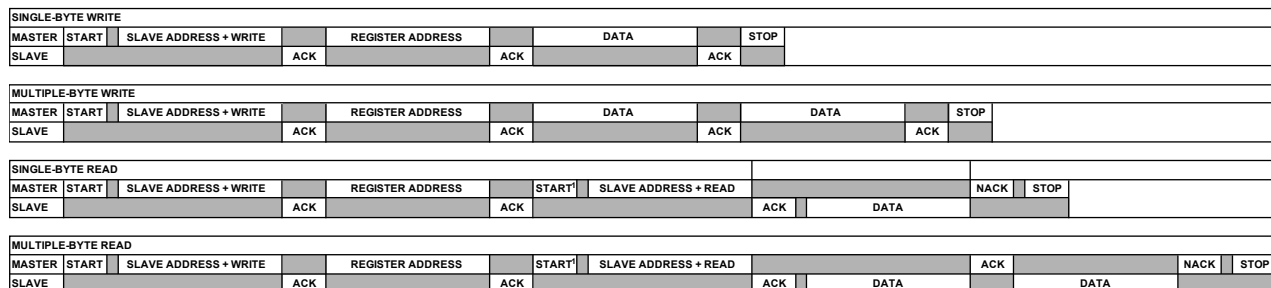 SINGLE-BYTE WRITE
MASTER START SLAVE ADDRESS + WRITE REGISTER ADDRESS DATA STOP
SLAVE ACK ACK ACK
MULTIPLE-BYTE WRITE
MASTER START SLAVE ADDRESS + WRITE REGISTER ADDRESS DATA DATA STOP
SLAVE ACK ACK ACK ACK
SINGLE-BYTE READ
MASTER START SLAVE ADDRESS + WRITE REGISTER ADDRESS START¹ SLAVE ADDRESS + READ NACK STOP
SLAVE ACK ACK ACK DATA
MULTIPLE-BYTE READ
MASTER START SLAVE ADDRESS + WRITE REGISTER ADDRESS START¹ SLAVE ADDRESS + READ ACK NACK STOP
SLAVE ACK ACK ACK DATA DATA